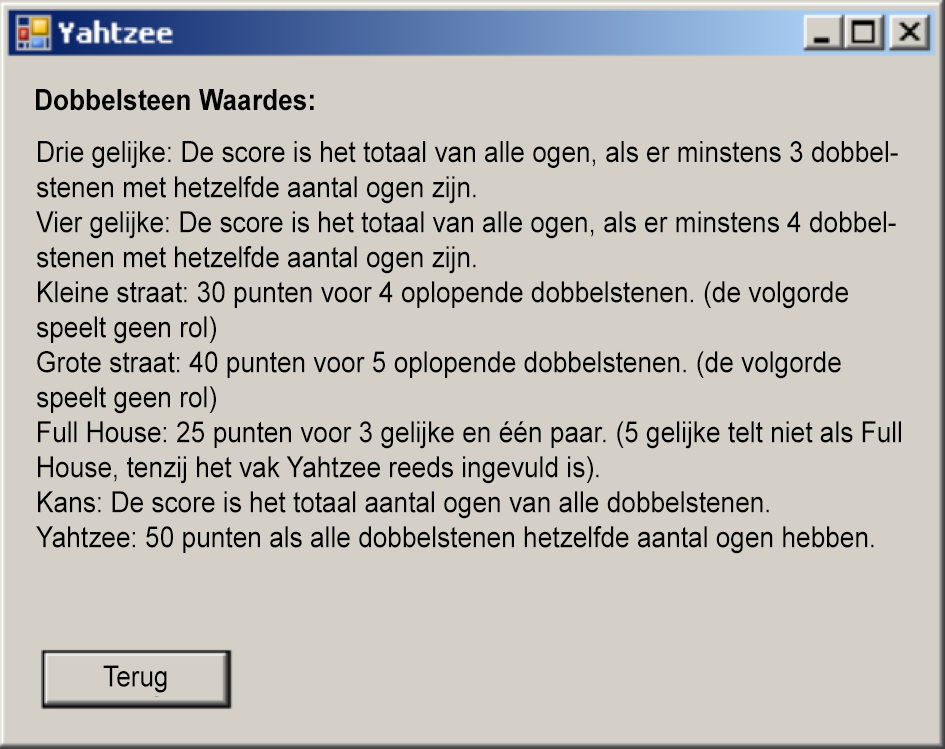 Yahtzee
Dobbelsteen Waardes:
Drie gelijke: De score is het totaal van alle ogen, als er minstens 3 dobbel-
stenen met hetzelfde aantal ogen zijn.
Vier gelijke: De score is het totaal van alle ogen, als er minstens 4 dobbel-
stenen met hetzelfde aantal ogen zijn.
Kleine straat: 30 punten voor 4 oplopende dobbelstenen. (de volgorde
speelt geen rol)
Grote straat: 40 punten voor 5 oplopende dobbelstenen. (de volgorde
speelt geen rol)
Full House: 25 punten voor 3 gelijke en één paar. (5 gelijke telt niet als Full
House, tenzij het vak Yahtzee reeds ingevuld is).
Kans: De score is het totaal aantal ogen van alle dobbelstenen.
Yahtzee: 50 punten als alle dobbelstenen hetzelfde aantal ogen hebben.
Terug